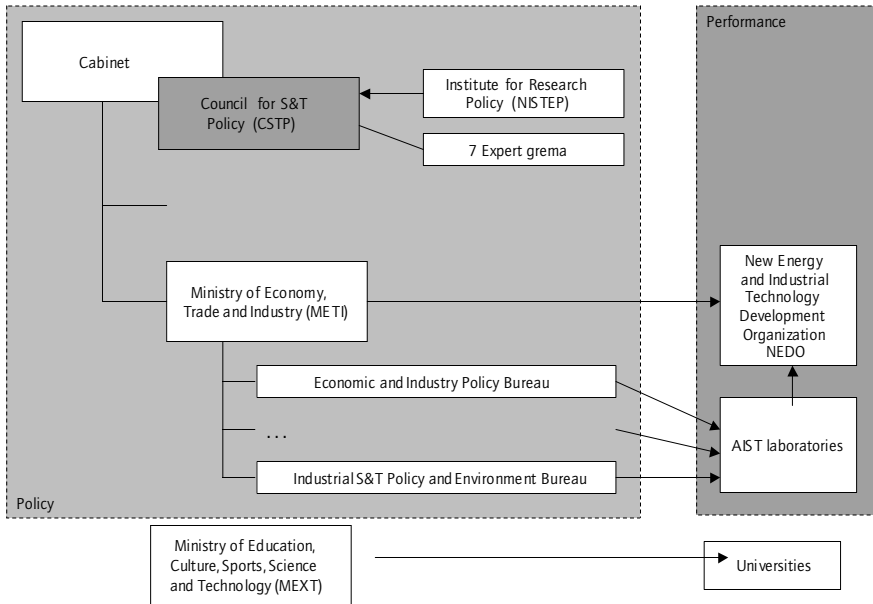 Performance
Cabinet
Council for S&T
Policy (CSTP)
Institute for Research
Policy (NISTEP)
7 Expert grema
Ministry of Economy,
Trade and Industry (METI)
New Energy
and Industrial
Technology
Development
Organization
NEDO
Economic and Industry Policy Bureau
...
AIST laboratories
Industrial S&T Policy and Environment Bureau
Policy
Ministry of Education,
Culture, Sports, Science
and Technology (MEXT)
Universities